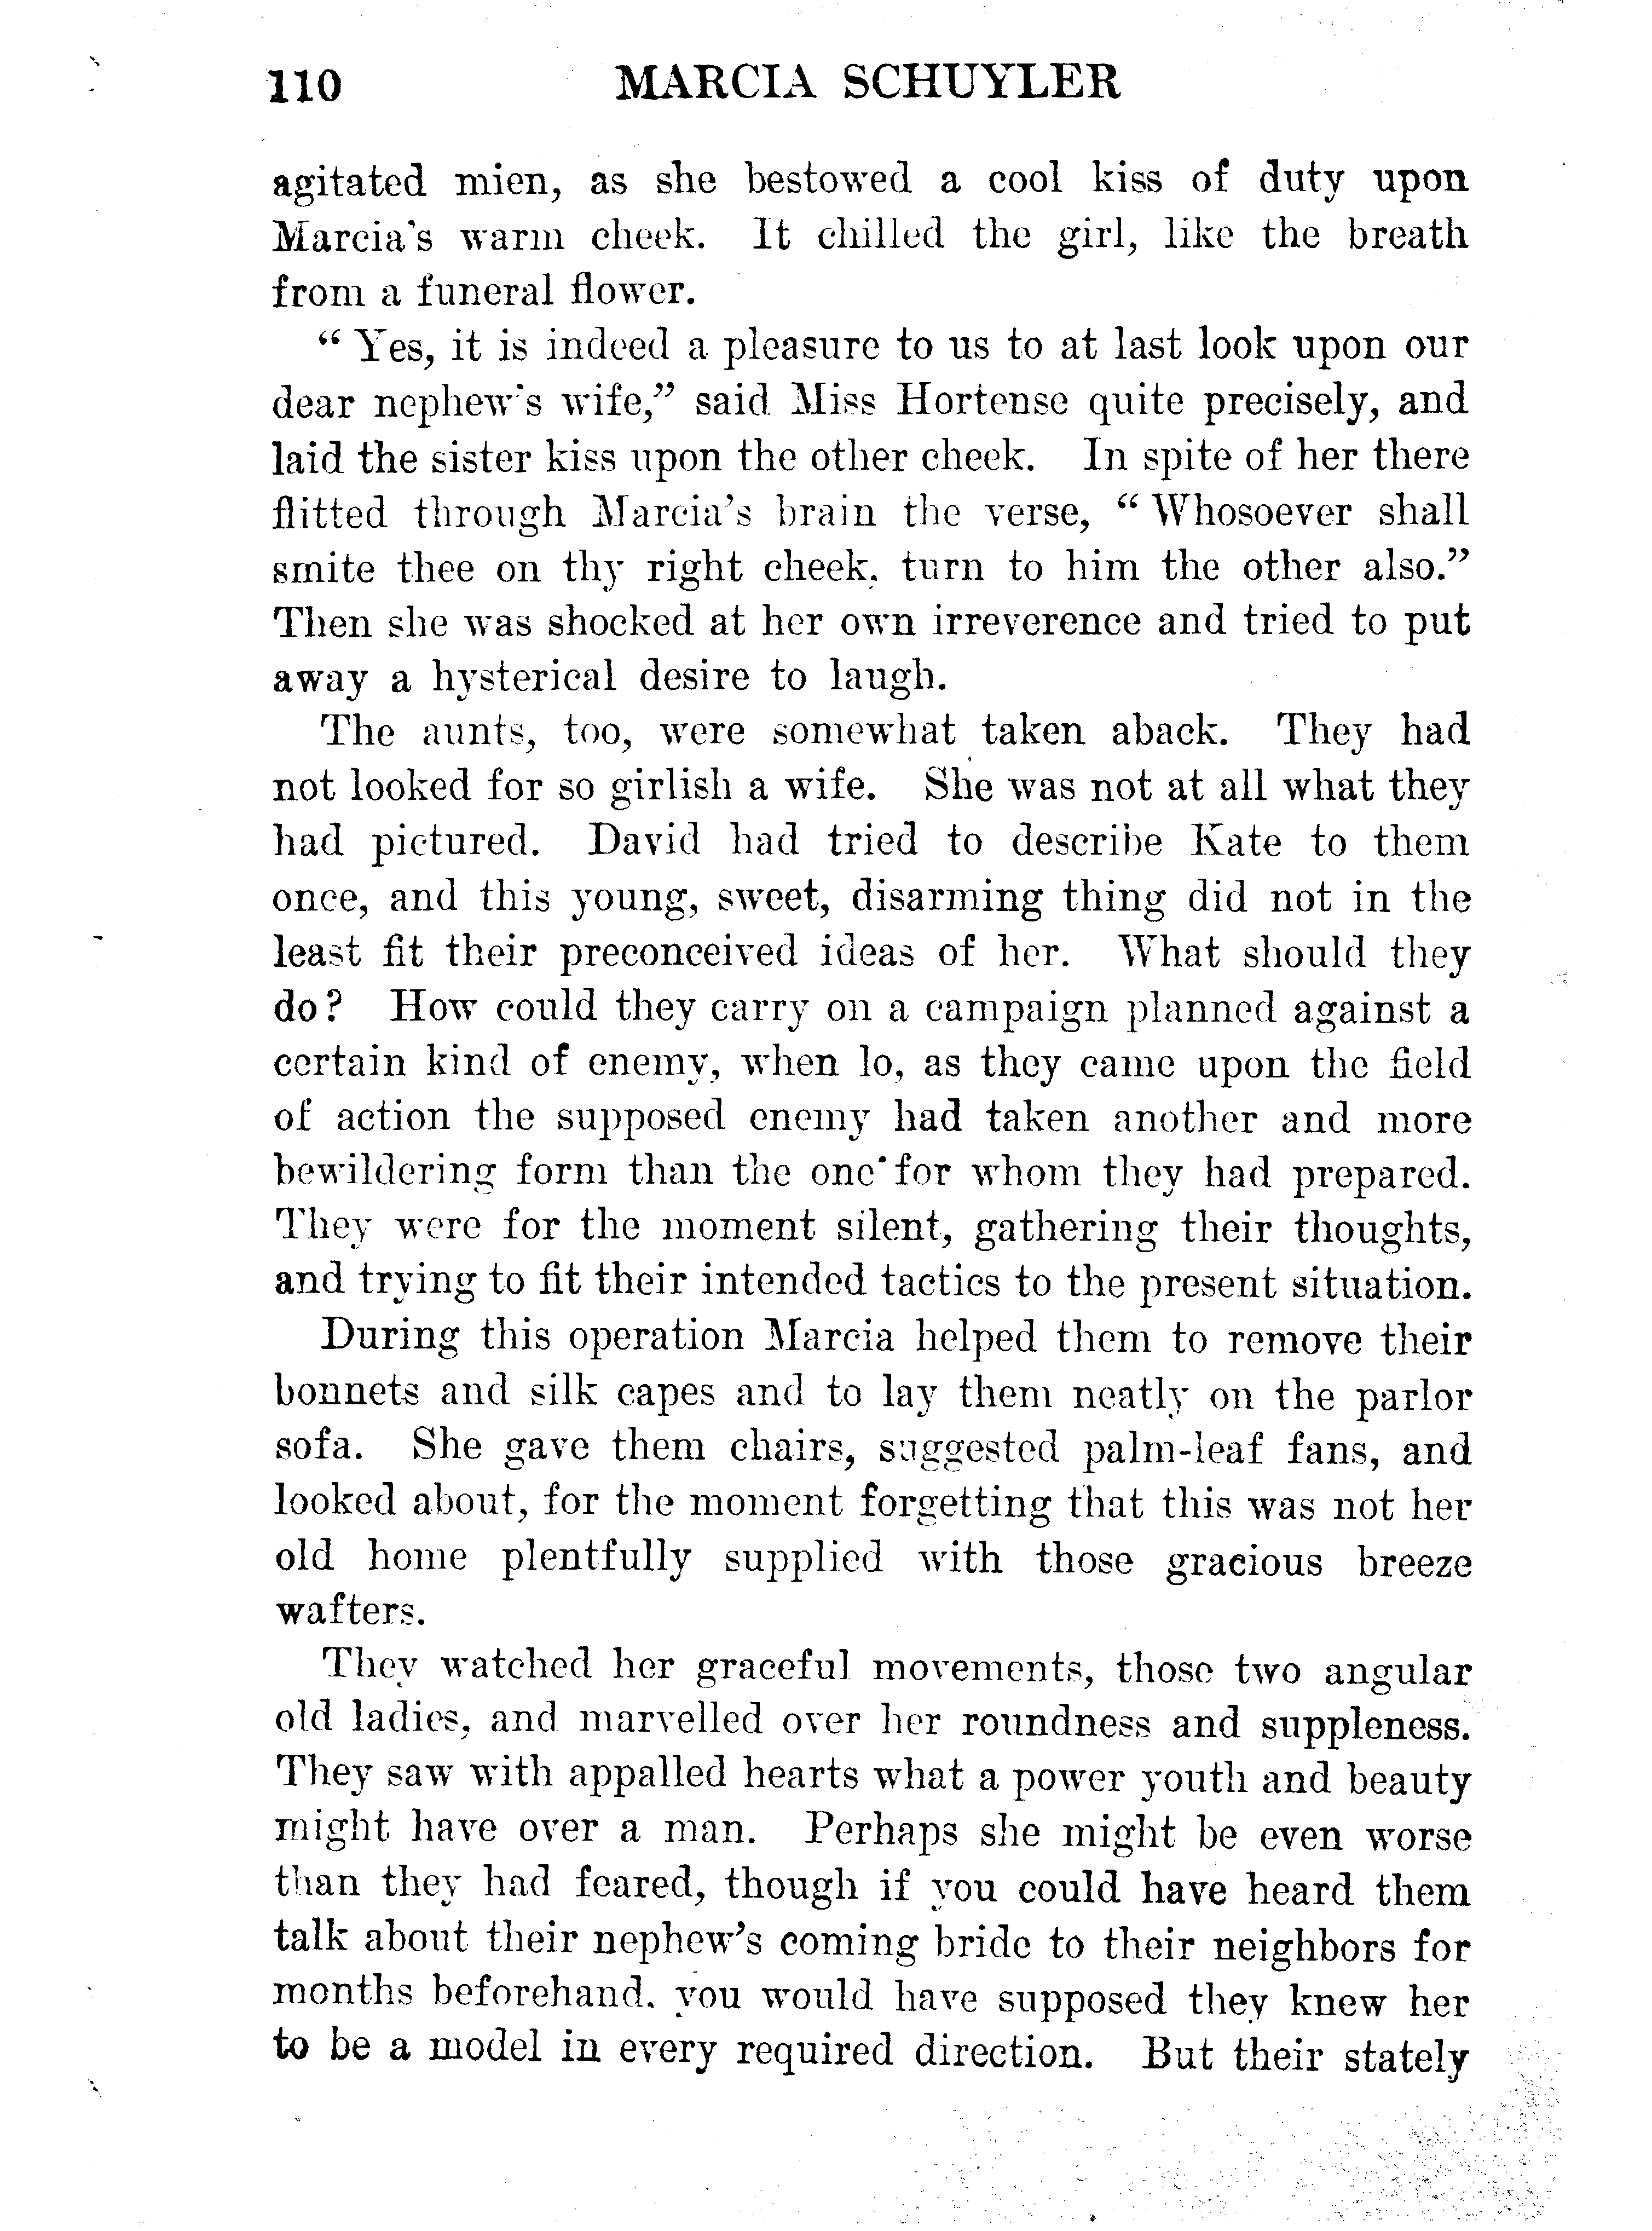 110 MARCIA SCHUYLER
agitated mien, as she bestowed a cool kiss of duty upon
Marcia's warm cheek. It chilled the girl, like the breath
from a funeral flower.
"Yes, it is indeed a pleasure to us to at last look upon our
dear nephew's wife," said Miss Hortense quite precisely, and
laid the sister kiss upon the other cheek. In spite of her there
flitted through Marcia's brain the verse, "Whosoever shall
smite thee on thy right cheek, turn to him the other also."
Then she was shocked at her own irreverence and tried to put
away a hysterical desire to laugh.
The aunts, too, were somewhat taken aback. They had
not looked for so girlish a wife. She was not at all what they
had pictured. David had tried to describe Kate to them
once, and this young, sweet, disarming thing did not in the
least fit their preconceived ideas of her. What should they
do? How could they carry on a campaign planned against a
certain kind of enemy, when lo, as they came upon the field
of action the supposed enemy had taken another and more
bewildering form than the one for whom they had prepared.
They were for the moment silent, gathering their thoughts,
and trying to fit their intended tactics to the present situation.
During this operation Marcia helped them to remove their
bonnets and silk capes and to lay them neatly on the parlor
sofa. She gave them chairs, suggested palm-leaf fans, and
looked about, for the moment forgetting that this was not her
old home plentfully supplied with those gracious breeze
wafters.
They watched her graceful movements, those two angular
old ladies, and marvelled over her roundness and suppleness.
They saw with appalled hearts what a power youth and beauty
might have over a man. Perhaps she might be even worse
than they had feared, though if you could have heard them
talk about their nephew's coming bride to their neighbors for
months beforehand, you would have supposed they knew her
to be a model in every required direction. But their stately